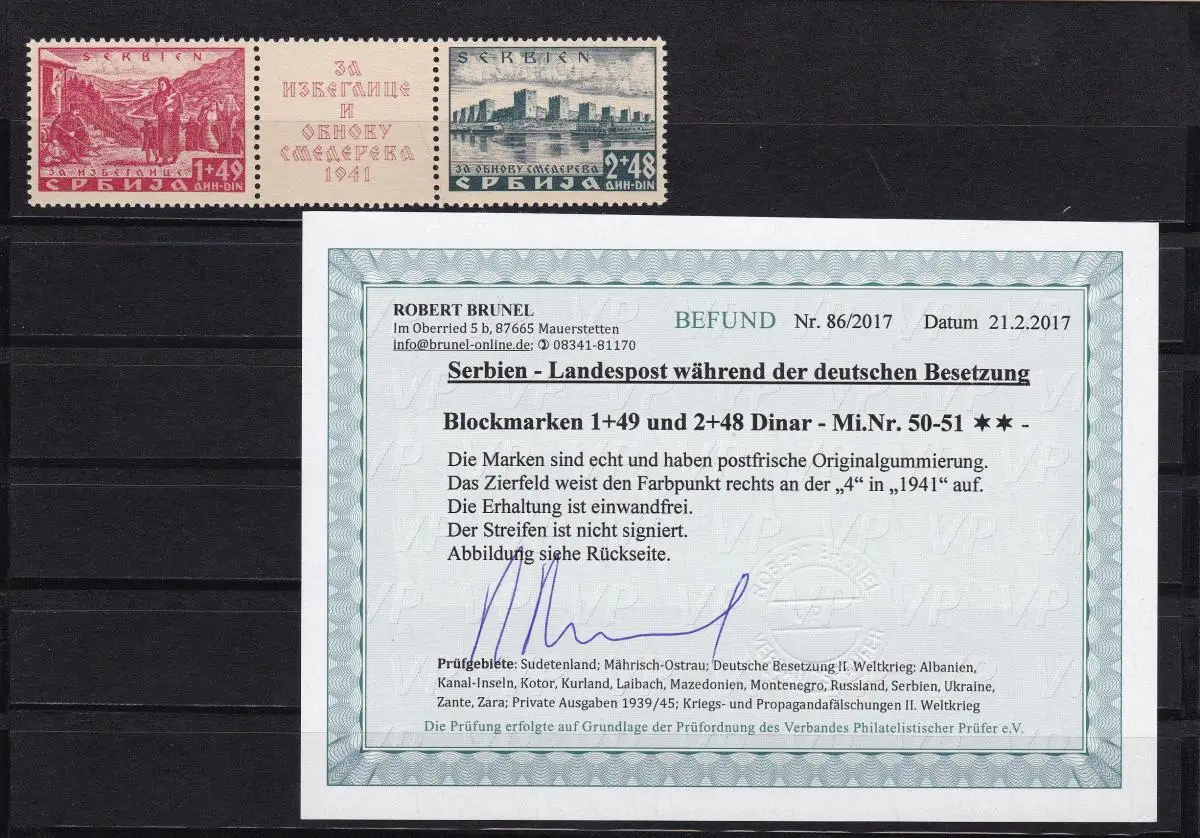 SERBIEN
ЗА ИЗБЕГЛИЦЕ
1+49
СРБИЈА
ДИН-DIN
ЗА
ИЗБЕГЛИЦЕ
И
ОБНОВУ
СМЕДЕРЕВА
1941
SERBIEN
ЗА ОБНОВУ СМЕДЕРЕВА
2+48
СРБИЈА
ДИН-DIN
ROBERT BRUNEL
Im Oberried 5 b, 87665 Mauerstetten
info@brunel-online.de; ✆ 08341-81170
BEFUND Nr. 86/2017 Datum 21.2.2017
Serbien - Landespost während der deutschen Besetzung
Blockmarken 1+49 und 2+48 Dinar - Mi.Nr. 50-51 ✶✶ -
Die Marken sind echt und haben postfrische Originalgummierung.
Das Zierfeld weist den Farbpunkt rechts an der „4“ in „1941“ auf.
Die Erhaltung ist einwandfrei.
Der Streifen ist nicht signiert.
Abbildung siehe Rückseite.
VP
Prüfgebiete: Sudetenland; Mährisch-Ostrau; Deutsche Besetzung II. Weltkrieg: Albanien,
Kanal-Inseln, Kotor, Kurland, Laibach, Mazedonien, Montenegro, Russland, Serbien, Ukraine,
Zante, Zara; Private Ausgaben 1939/45; Kriegs- und Propagandafälschungen II. Weltkrieg
Die Prüfung erfolgte auf Grundlage der Prüfordnung des Verbandes Philatelistischer Prüfer e.V.